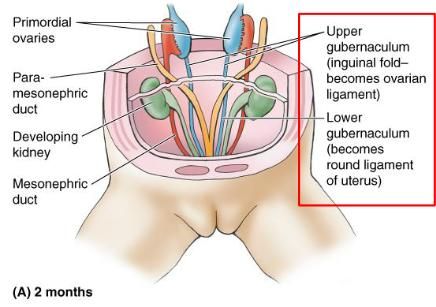 Primordial
ovaries
Para-
mesonephric
duct
Developing
kidney
Mesonephric
duct
Upper
gubernaculum
(inguinal fold–
becomes ovarian
ligament)
Lower
gubernaculum
(becomes
round ligament
of uterus)
(A) 2 months